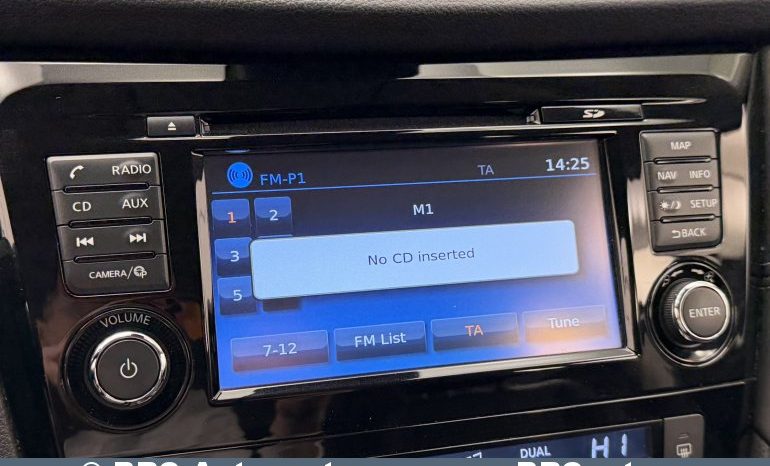 SD
RADIO
CD AUX
CAMERA/
VOLUME
FM-P1 TA 14:25
1 2 M1
3
No CD inserted
5
7-12 FM List TA Tune
MAP
NAV INFO
SETUP
BACK
ENTER
DUAL HI